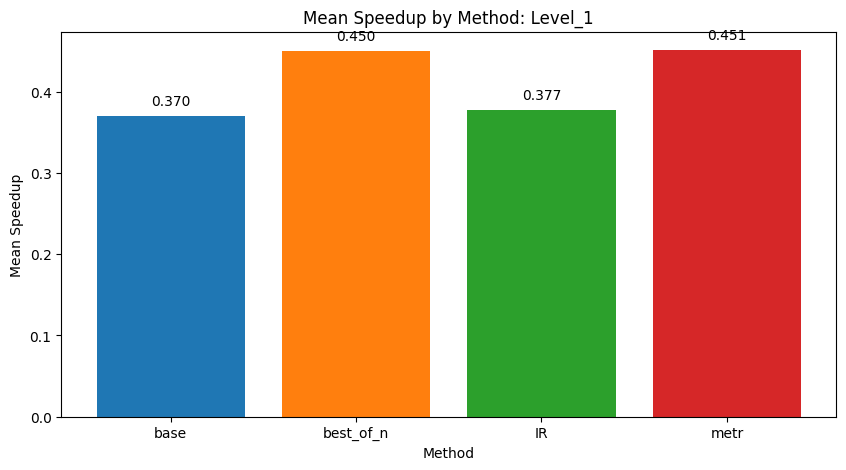 Mean Speedup by Method: Level_1
Mean Speedup
0.4
0.3
0.2
0.1
0.0
0.370
0.450
0.377
0.451
base
best_of_n
IR
metr
Method